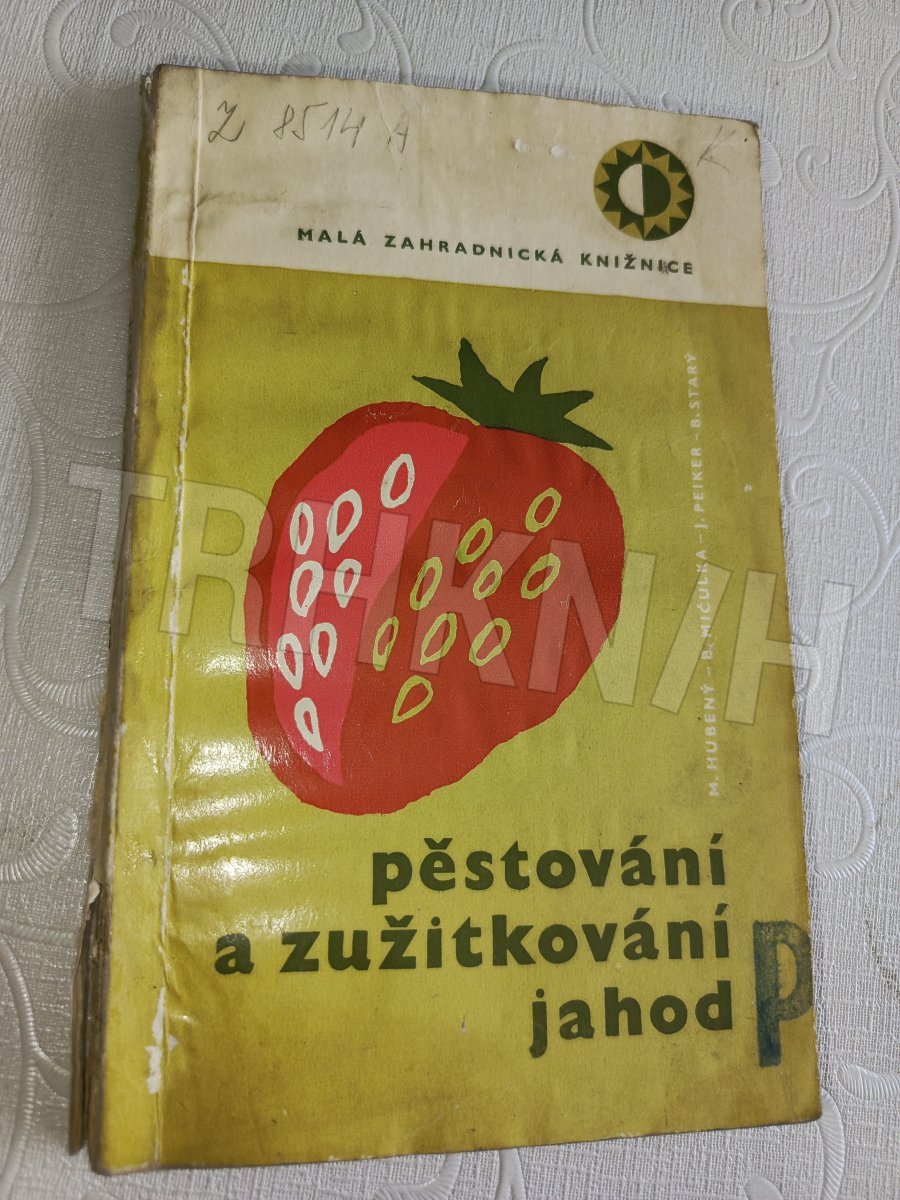 Z 8514 A
K
MALÁ ZAHRADNICKÁ KNIŽNICE
M. HUBENÝ - B. MIČULKA - J. PEIKER - B. STARÝ
TRHKNIH
pěstování
a zužitkování
jahod
p